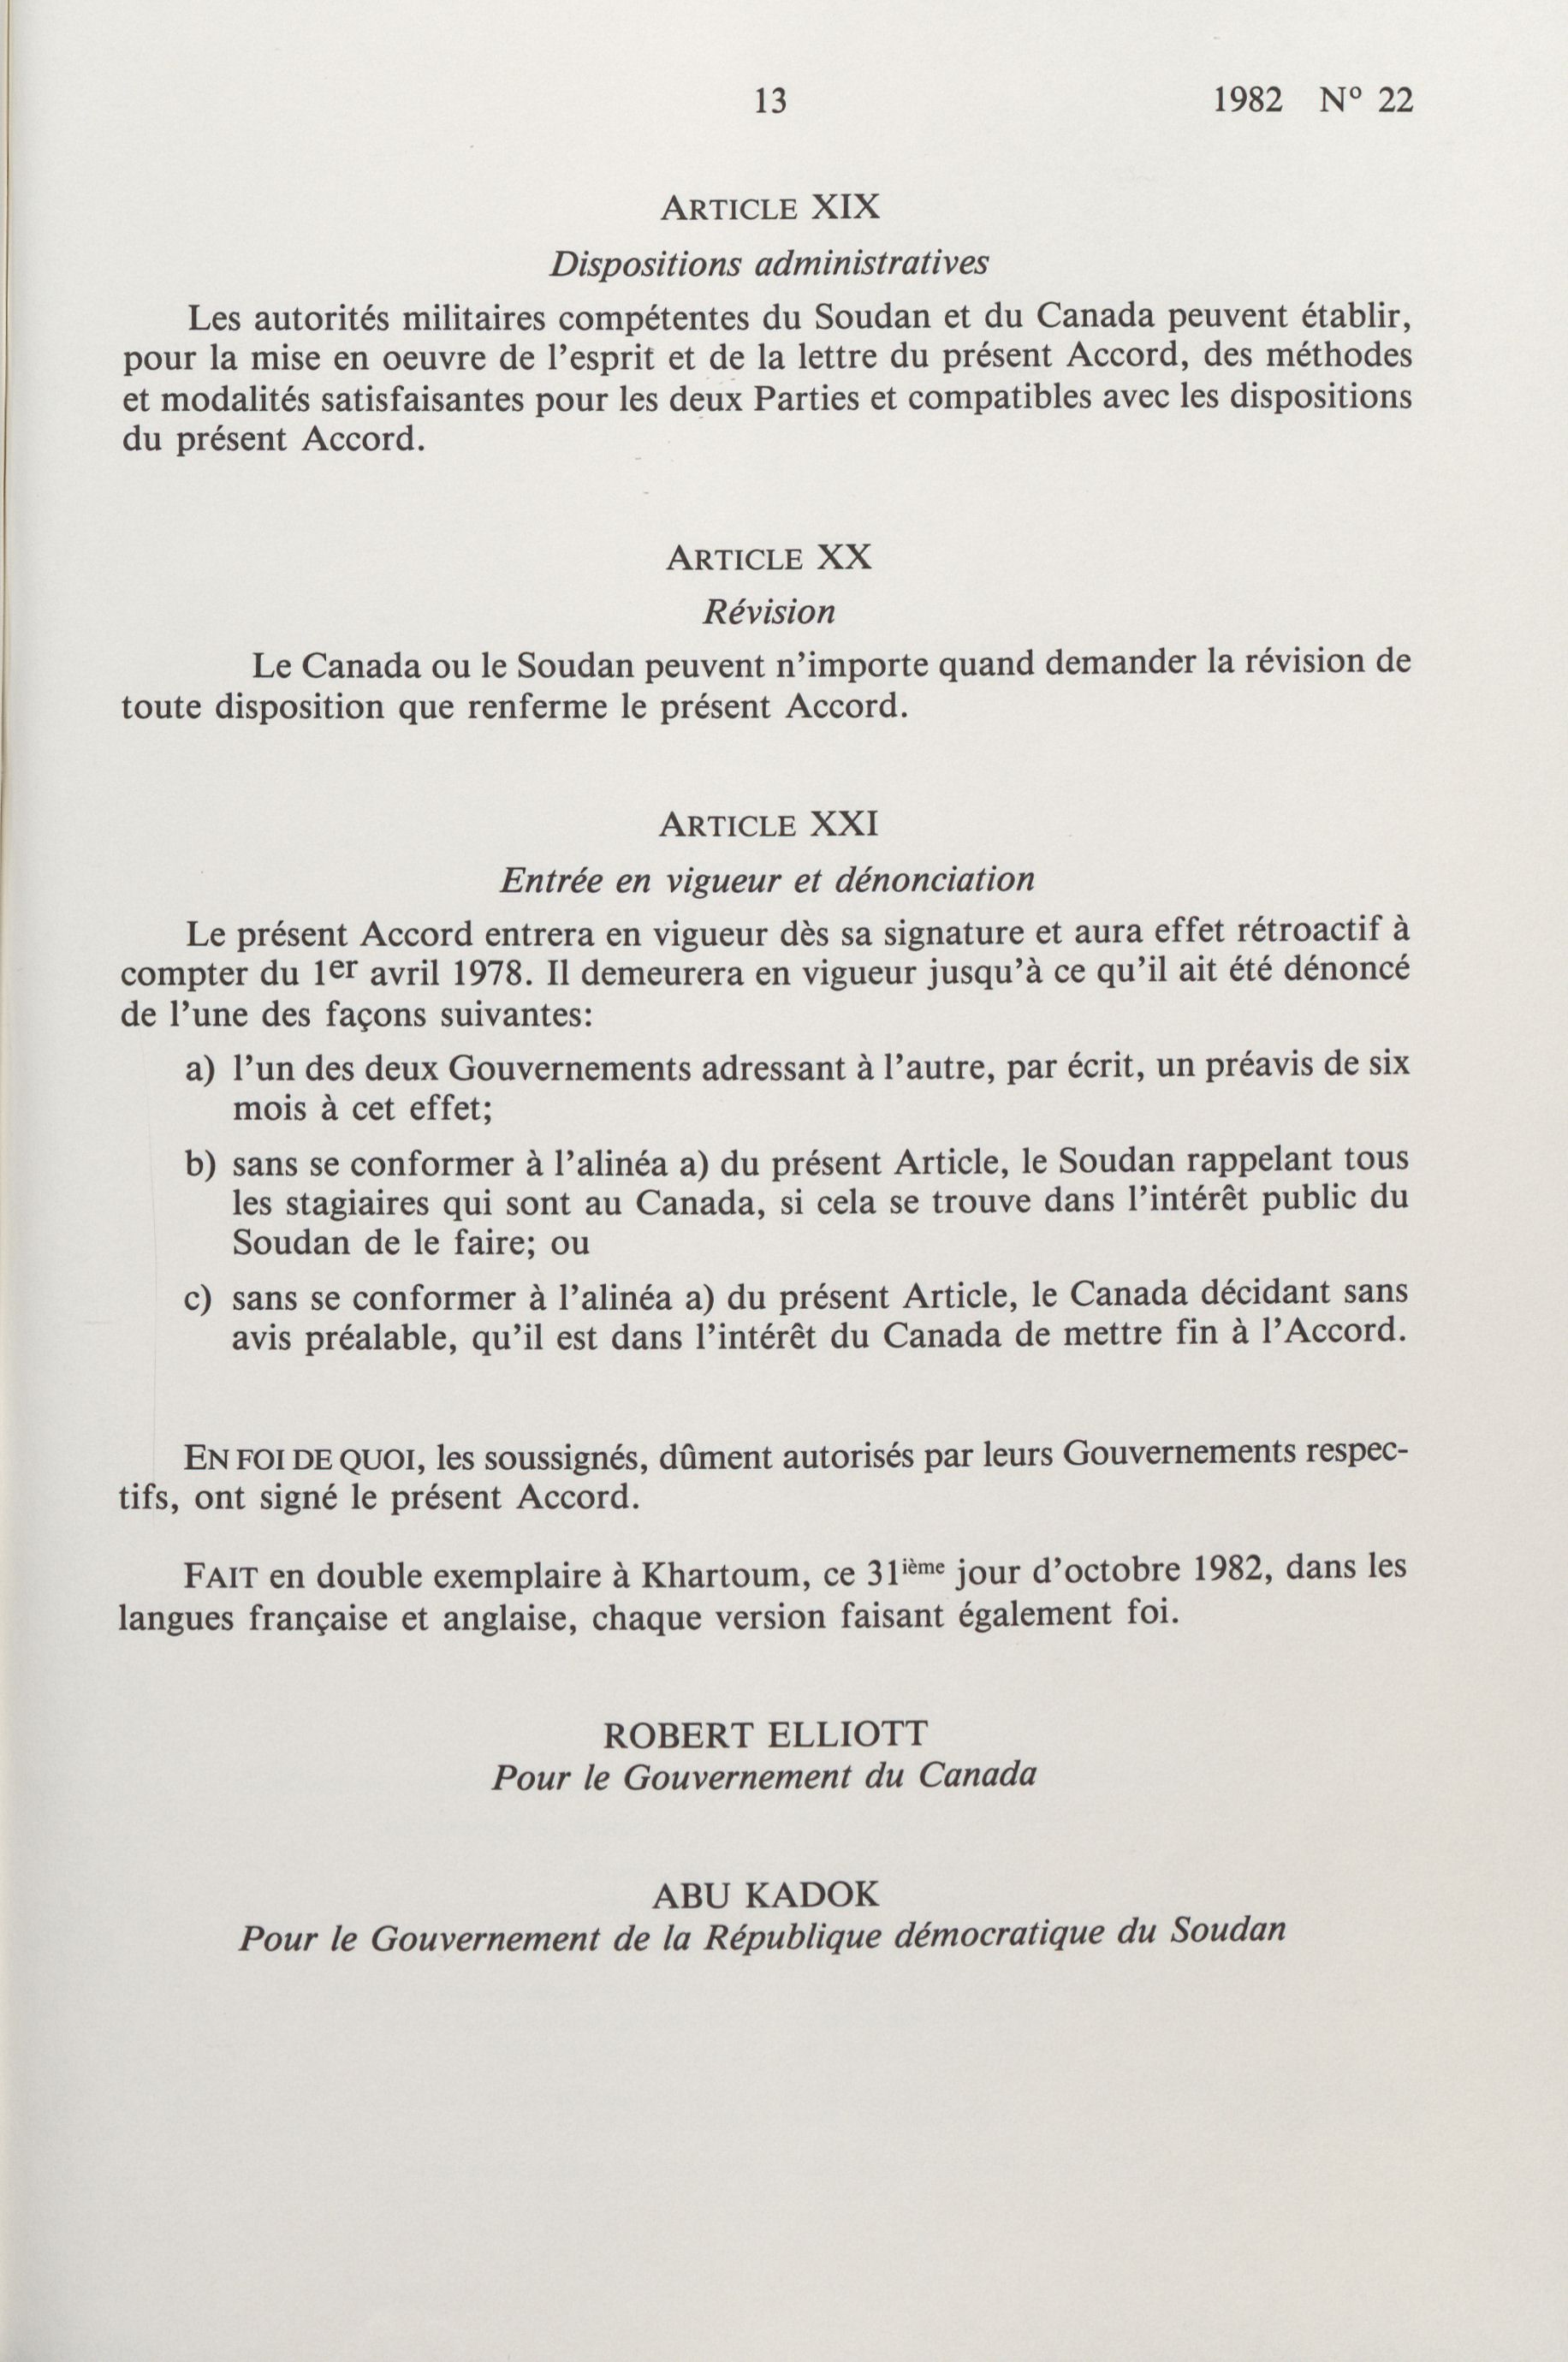 13
1982 Nº 22
ARTICLE XIX
Dispositions administratives
Les autorités militaires compétentes du Soudan et du Canada peuvent établir,
pour la mise en oeuvre de l'esprit et de la lettre du présent Accord, des méthodes
et modalités satisfaisantes pour les deux Parties et compatibles avec les dispositions
du présent Accord.
ARTICLE XX
Révision
Le Canada ou le Soudan peuvent n'importe quand demander la révision de
toute disposition que renferme le présent Accord.
ARTICLE XXI
Entrée en vigueur et dénonciation
Le présent Accord entrera en vigueur dès sa signature et aura effet rétroactif à
compter du 1er avril 1978. Il demeurera en vigueur jusqu'à ce qu'il ait été dénoncé
de l'une des façons suivantes:
a) l'un des deux Gouvernements adressant à l'autre, par écrit, un préavis de six
mois à cet effet;
b) sans se conformer à l'alinéa a) du présent Article, le Soudan rappelant tous
les stagiaires qui sont au Canada, si cela se trouve dans l'intérêt public du
Soudan de le faire; ou
c) sans se conformer à l'alinéa a) du présent Article, le Canada décidant sans
avis préalable, qu'il est dans l'intérêt du Canada de mettre fin à l'Accord.
EN FOI DE QUOI, les soussignés, dûment autorisés par leurs Gouvernements respec-
tifs, ont signé le présent Accord.
FAIT en double exemplaire à Khartoum, ce 31ième jour d'octobre 1982, dans les
langues française et anglaise, chaque version faisant également foi.
ROBERT ELLIOTT
Pour le Gouvernement du Canada
ABU KADOK
Pour le Gouvernement de la République démocratique du Soudan